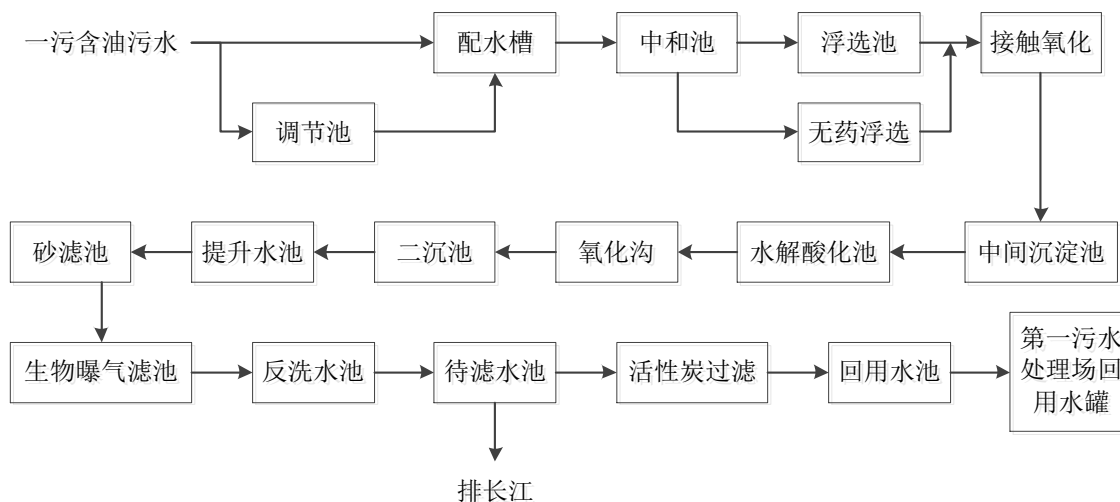 一污含油污水
配水槽
中和池
浮选池
接触氧化
调节池
无药浮选
砂滤池
提升水池
二沉池
氧化沟
水解酸化池
中间沉淀池
生物曝气滤池
反洗水池
待滤水池
活性炭过滤
回用水池
第一污水
处理场回
用水罐
排长江